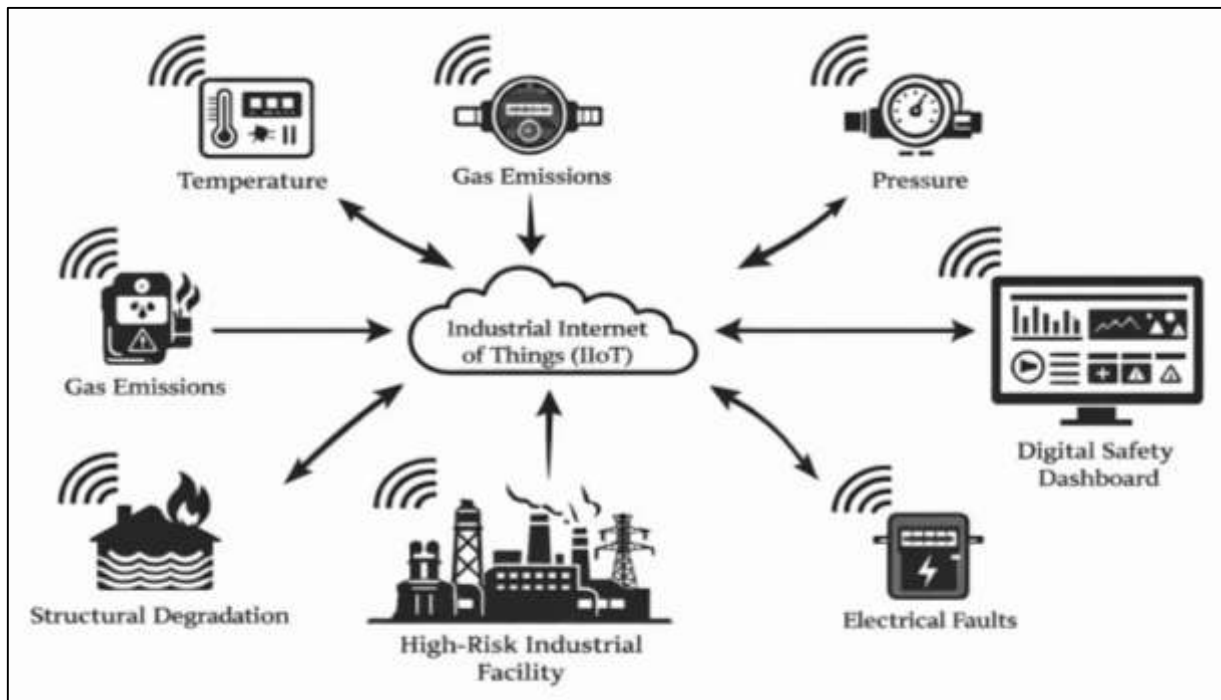 Temperature
Gas Emissions
Pressure
Gas Emissions
Industrial Internet
of Things (IIoT)
Digital Safety
Dashboard
Structural Degradation
High-Risk Industrial
Facility
Electrical Faults